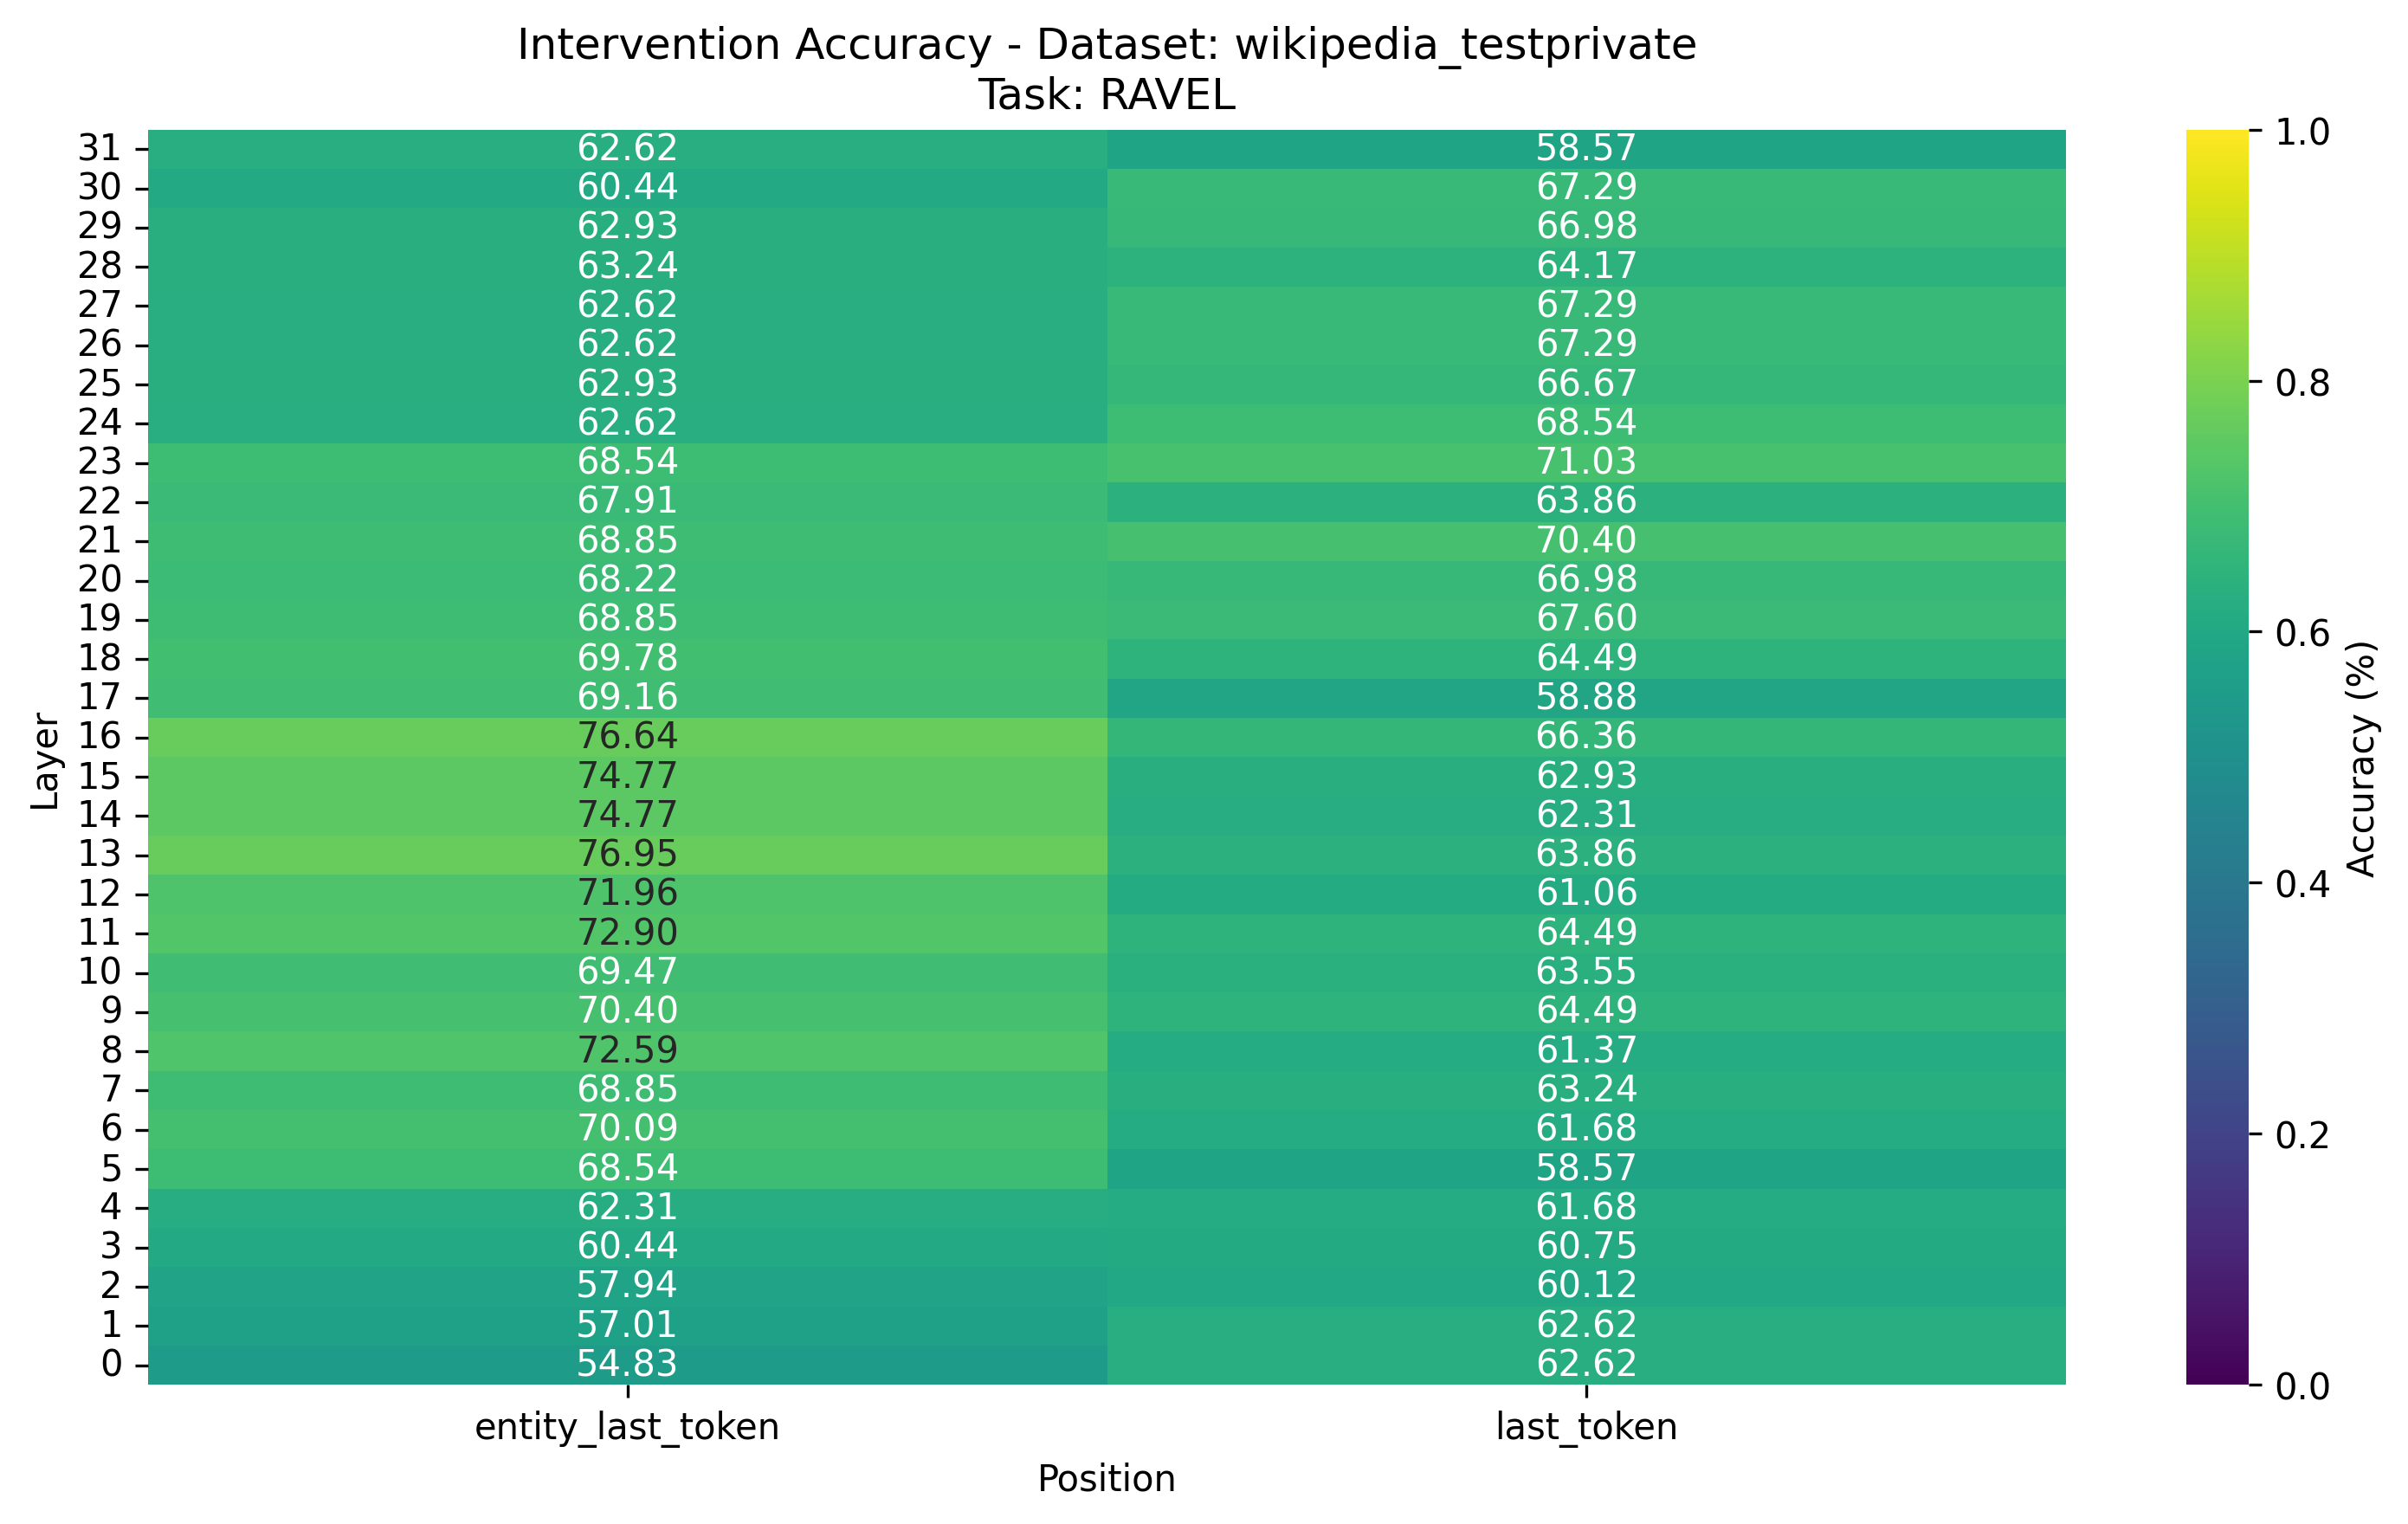 Intervention Accuracy - Dataset: wikipedia_testprivate
Task: RAVEL
31 62.62 58.57
30 60.44 67.29
29 62.93 66.98
28 63.24 64.17
27 62.62 67.29
26 62.62 67.29
25 62.93 66.67
24 62.62 68.54
23 68.54 71.03
22 67.91 63.86
21 68.85 70.40
20 68.22 66.98
19 68.85 67.60
18 69.78 64.49
17 69.16 58.88
16 76.64 66.36
15 74.77 62.93
14 74.77 62.31
13 76.95 63.86
12 71.96 61.06
11 72.90 64.49
10 69.47 63.55
9 70.40 64.49
8 72.59 61.37
7 68.85 63.24
6 70.09 61.68
5 68.54 58.57
4 62.31 61.68
3 60.44 60.75
2 57.94 60.12
1 57.01 62.62
0 54.83 62.62
Layer
entity_last_token last_token
Position
1.0
0.8
0.6
0.4
0.2
0.0
Accuracy (%)